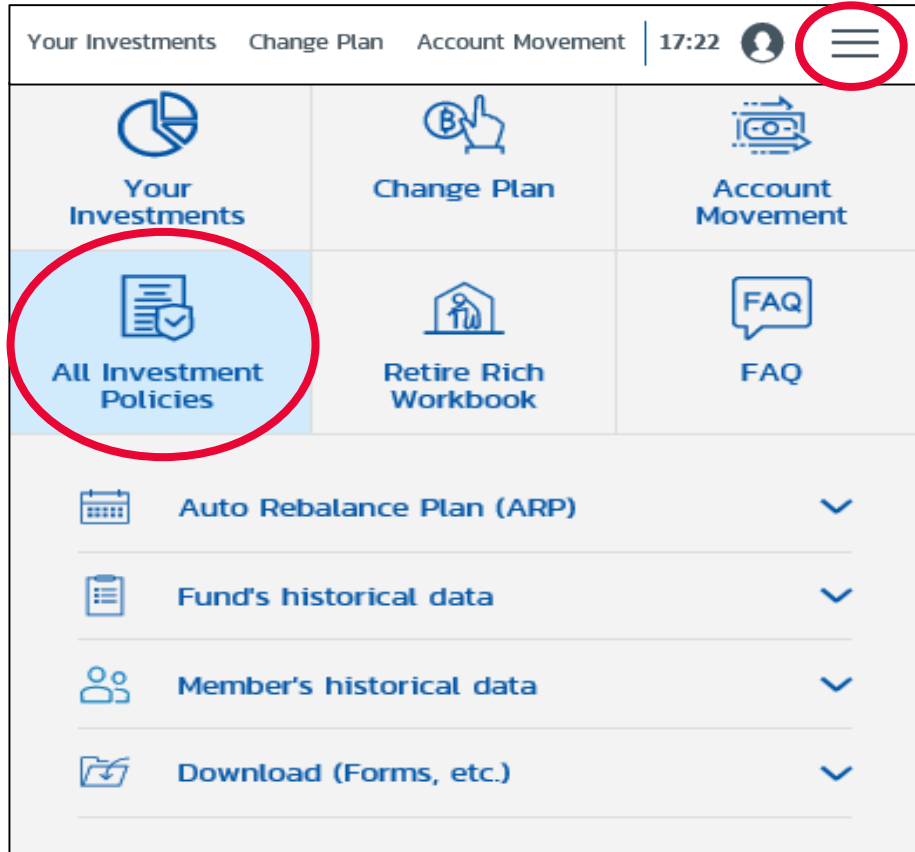 Your Investments Change Plan Account Movement 17:22
Your
Investments
Change Plan
Account
Movement
All Investment
Policies
Retire Rich
Workbook
FAQ
FAQ
Auto Rebalance Plan (ARP)
Fund's historical data
Member's historical data
Download (Forms, etc.)